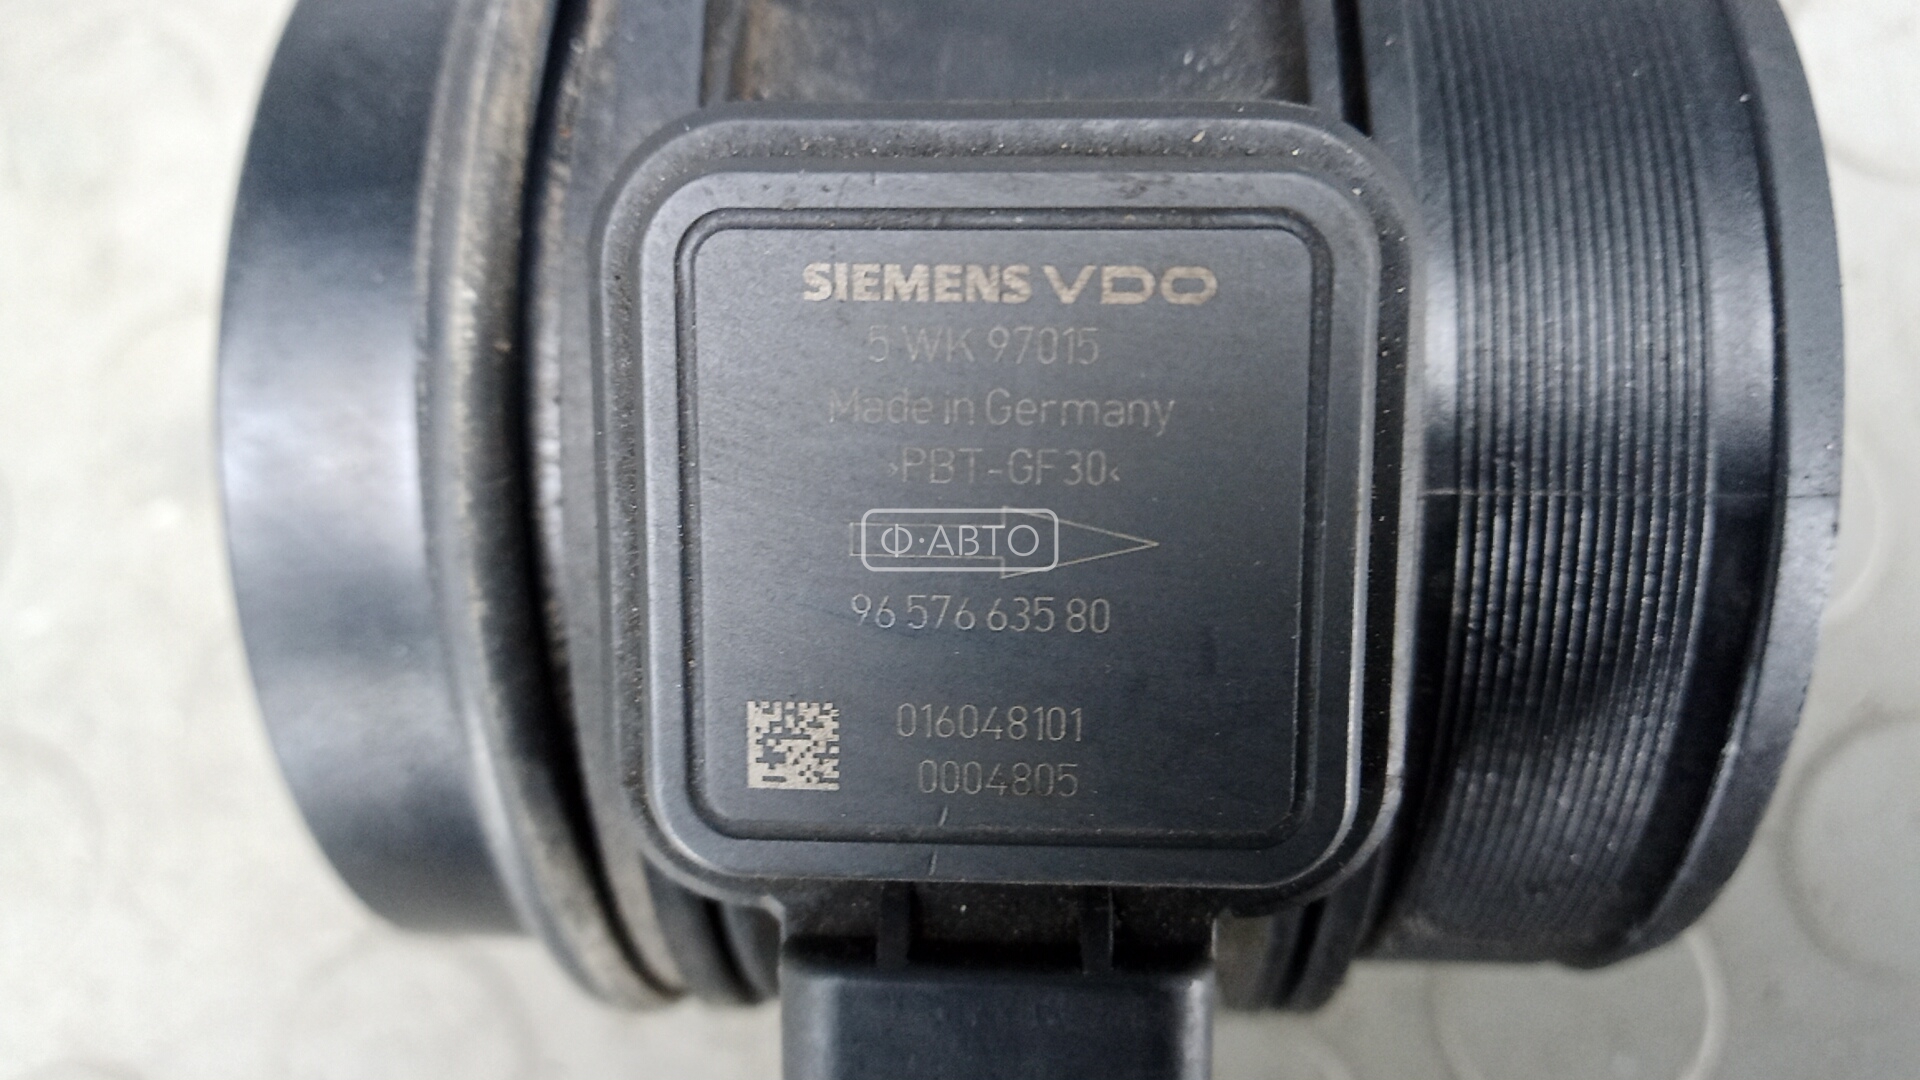 SIEMENS VDO
5 WK 97015
Made in Germany
>PBT-GF30<
Ф·АВТО
96 576 635 80
016048101
0004805